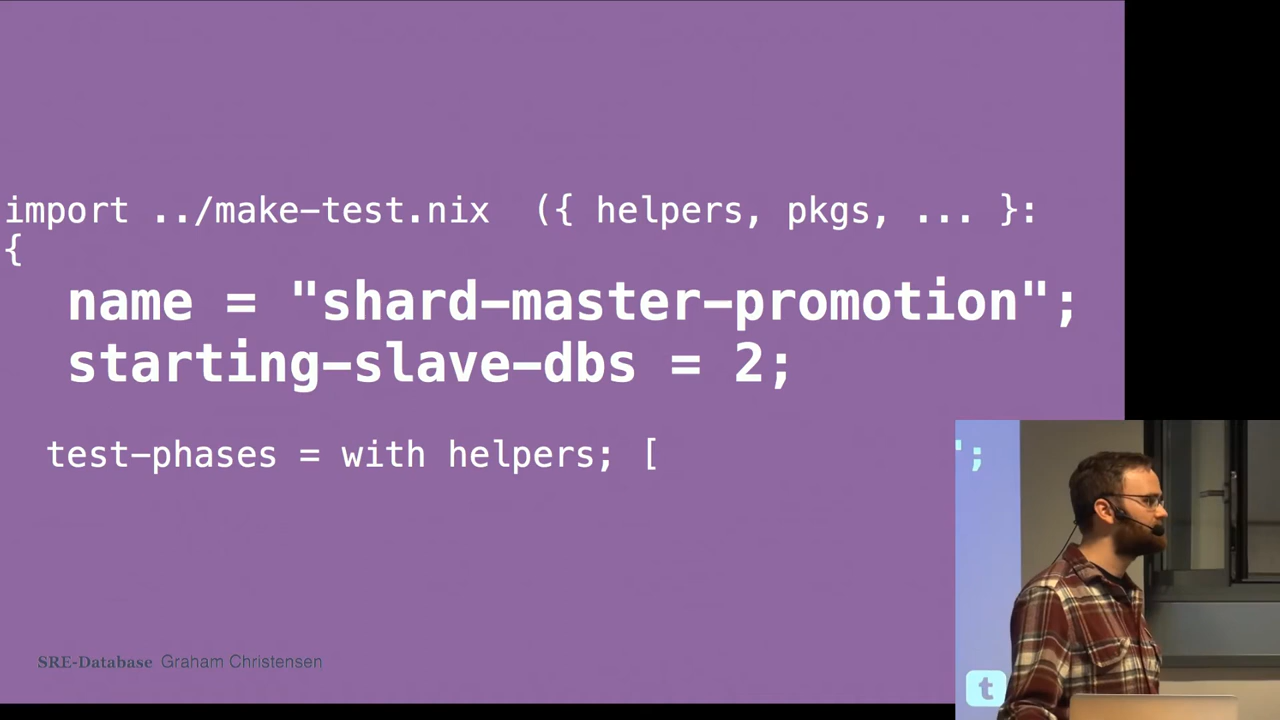 import ../make-test.nix ({ helpers, pkgs, ... }:
{
name = "shard-master-promotion";
starting-slave-dbs = 2;
test-phases = with helpers; [
SRE-Database Graham Christensen
";
t